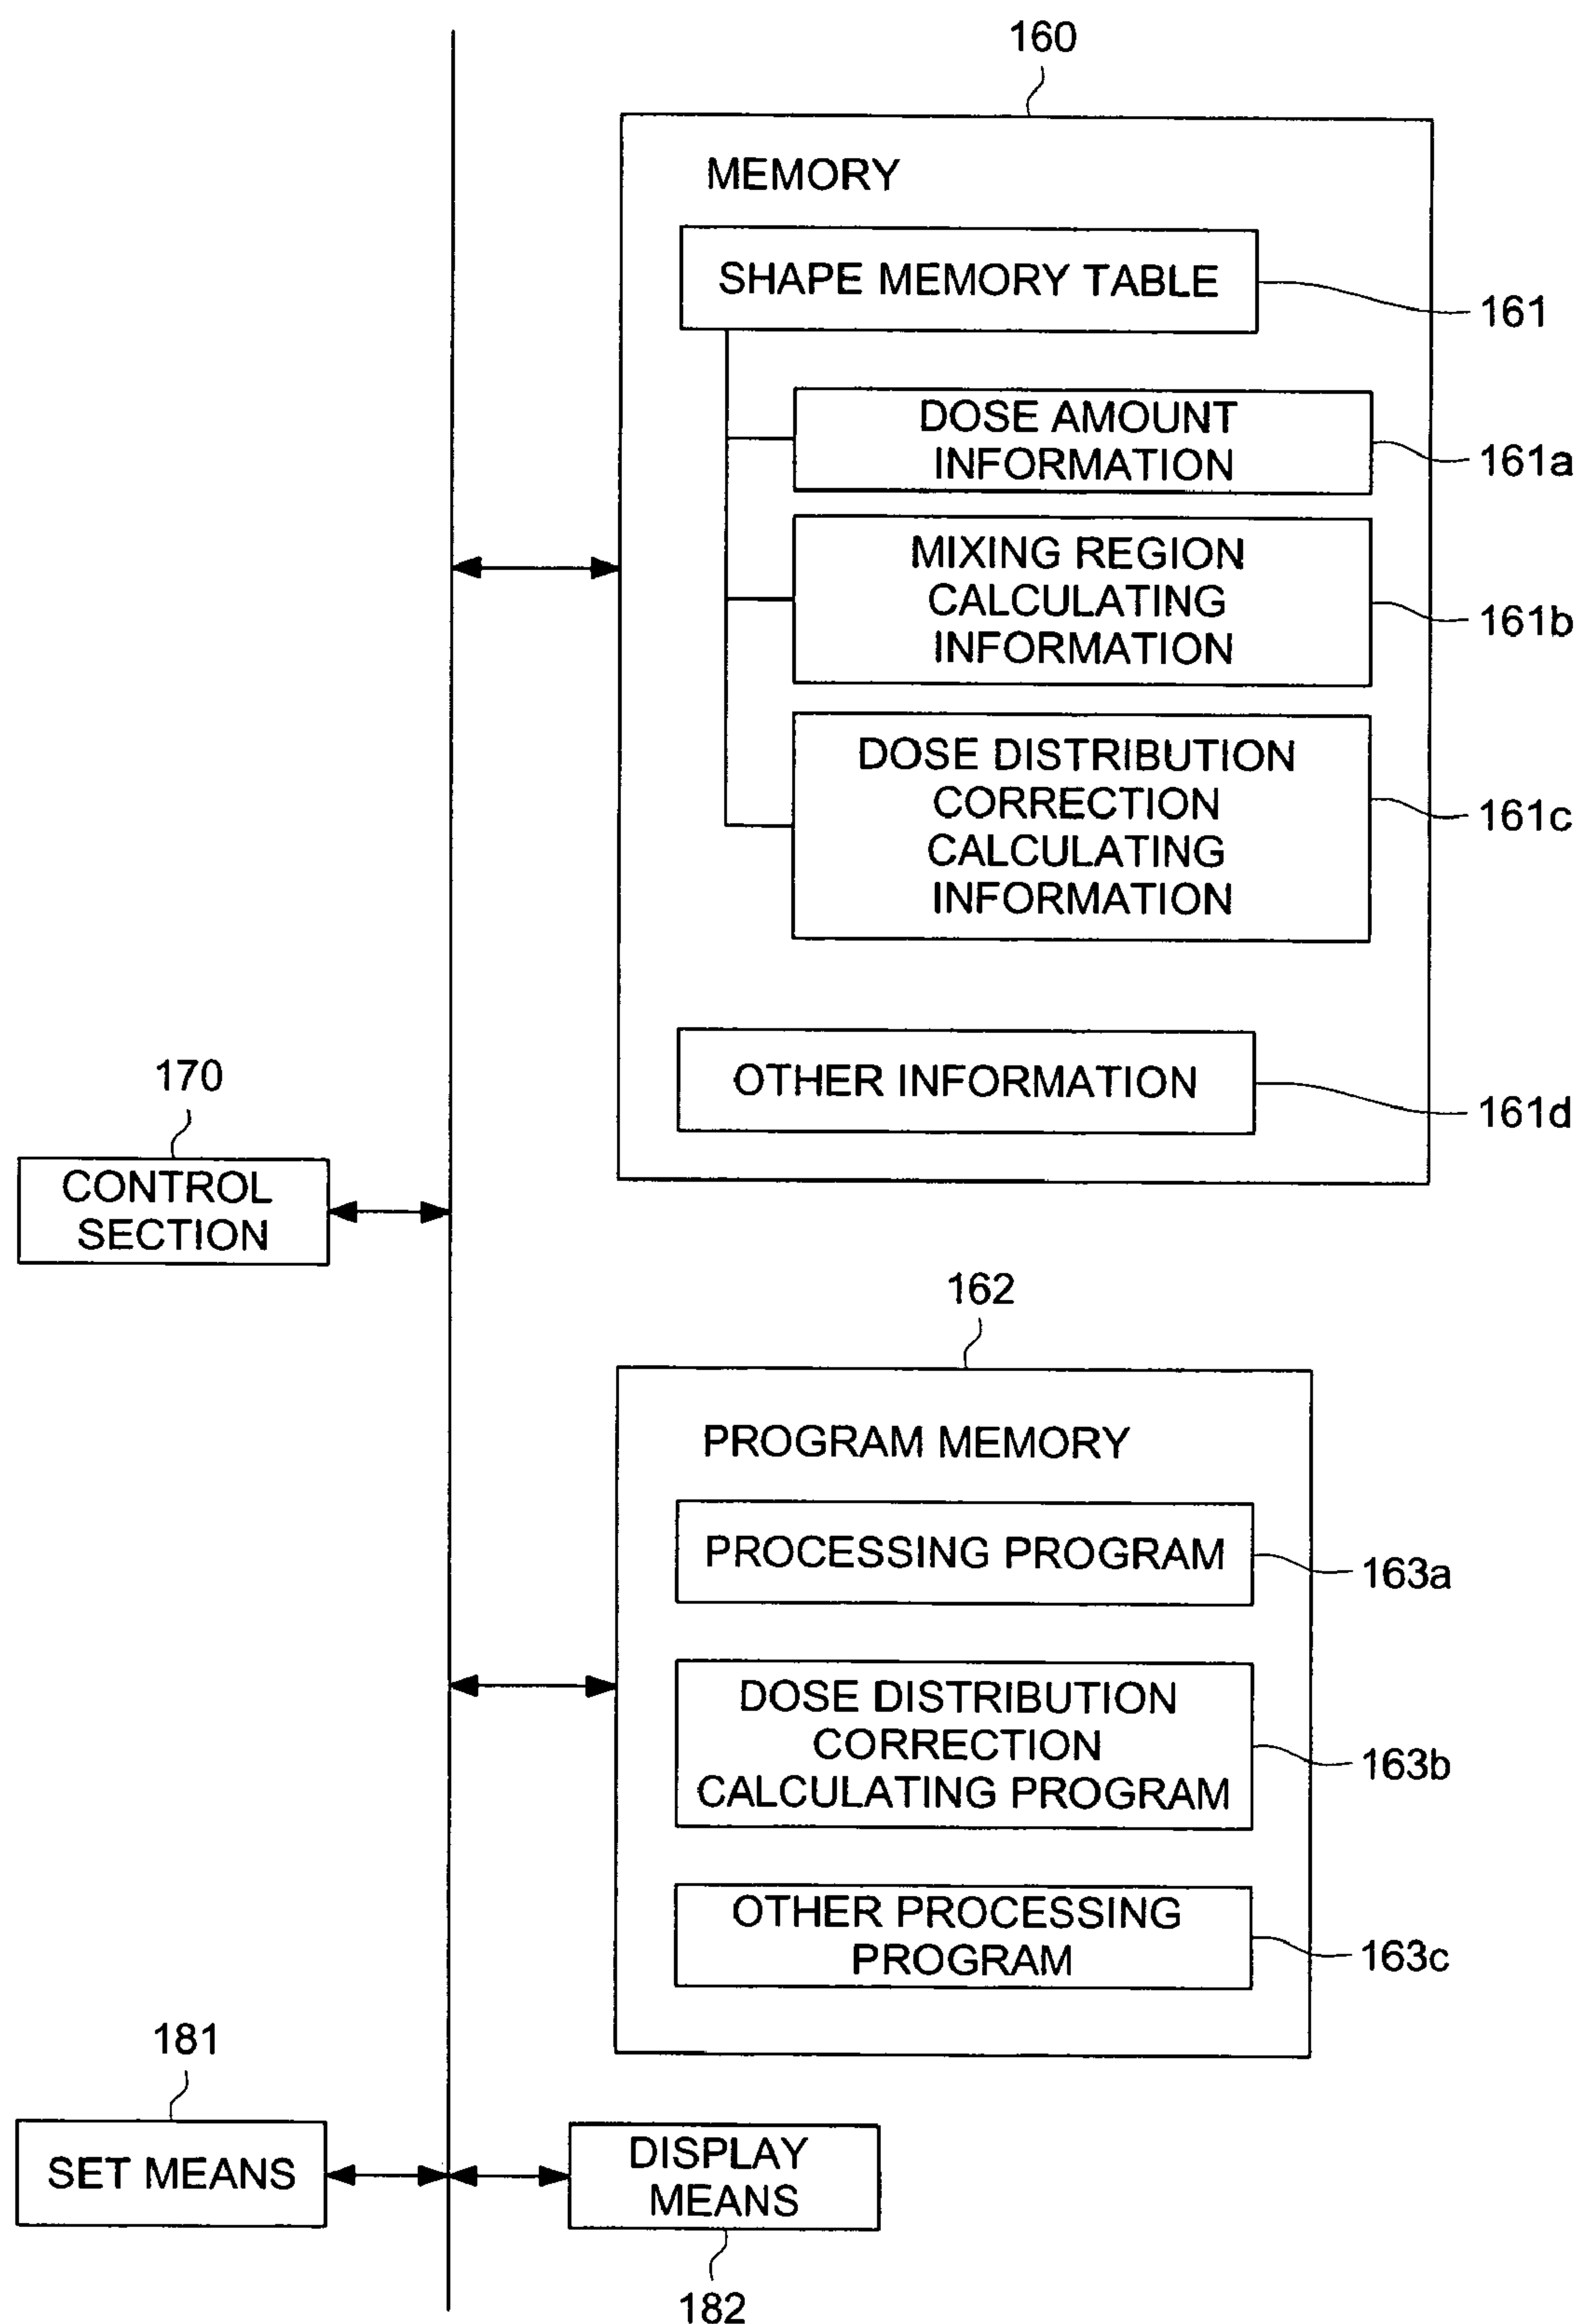 160
MEMORY
SHAPE MEMORY TABLE
161
DOSE AMOUNT
INFORMATION
161a
MIXING REGION
CALCULATING
INFORMATION
161b
DOSE DISTRIBUTION
CORRECTION
CALCULATING
INFORMATION
161c
OTHER INFORMATION
161d
170
CONTROL
SECTION
162
PROGRAM MEMORY
PROCESSING PROGRAM
163a
DOSE DISTRIBUTION
CORRECTION
CALCULATING PROGRAM
163b
OTHER PROCESSING
PROGRAM
163c
181
SET MEANS
DISPLAY
MEANS
182